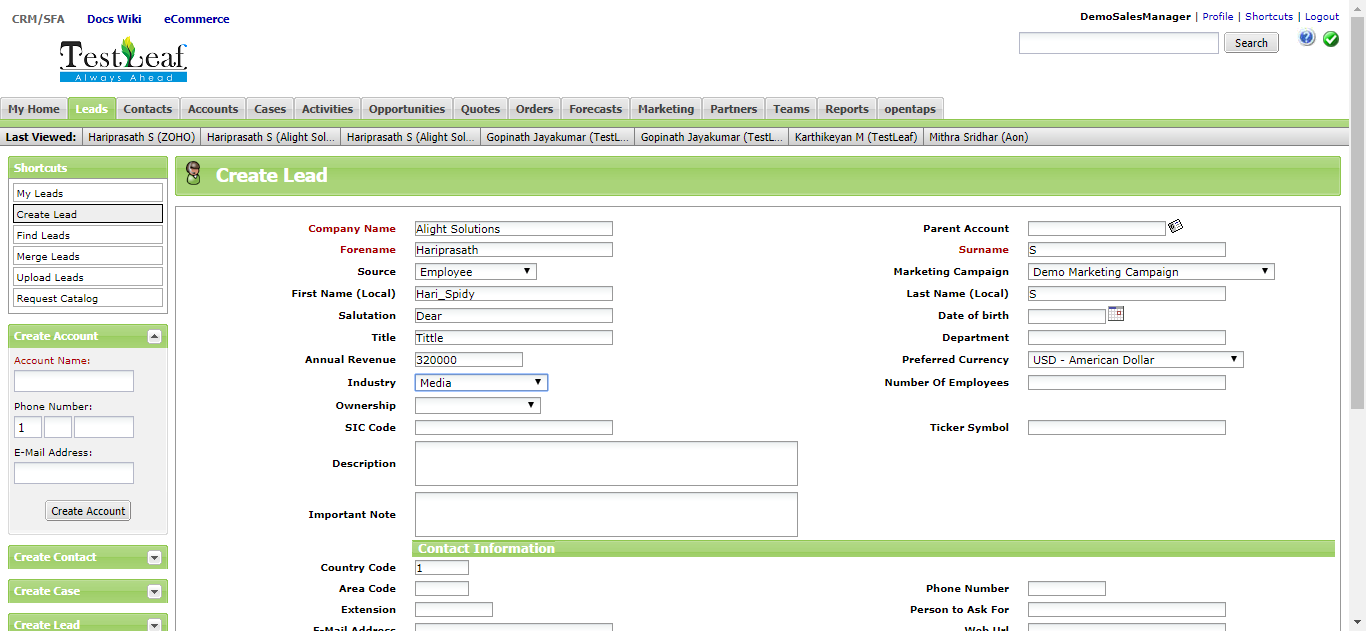 CRM/SFA Docs Wiki eCommerce
DemoSalesManager | Profile | Shortcuts | Logout
TestLeaf
Always Ahead
Search
My Home Leads Contacts Accounts Cases Activities Opportunities Quotes Orders Forecasts Marketing Partners Teams Reports opentaps
Last Viewed: Hariprasath S (ZOHO) Hariprasath S (Alight Sol... Hariprasath S (Alight Sol... Gopinath Jayakumar (TestL... Gopinath Jayakumar (TestL... Karthikeyan M (TestLeaf) Mithra Sridhar (Aon)
Shortcuts
My Leads
Create Lead
Find Leads
Merge Leads
Upload Leads
Request Catalog
Create Account
Account Name:
Phone Number:
1
E-Mail Address:
Create Account
Create Contact
Create Case
Create Lead
Create Lead
Company Name Alight Solutions Parent Account
Forename Hariprasath Surname S
Source Employee Marketing Campaign Demo Marketing Campaign
First Name (Local) Hari_Spidy Last Name (Local) S
Salutation Dear Date of birth
Title Tittle Department
Annual Revenue 320000 Preferred Currency USD - American Dollar
Industry Media Number Of Employees
Ownership
SIC Code Ticker Symbol
Description
Important Note
Contact Information
Country Code 1
Area Code Phone Number
Extension Person to Ask For
E-Mail Address Web Url